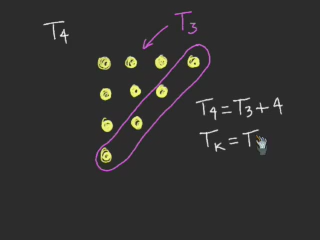 T₄
T₃
T₄ = T₃ + 4
Tₖ = T